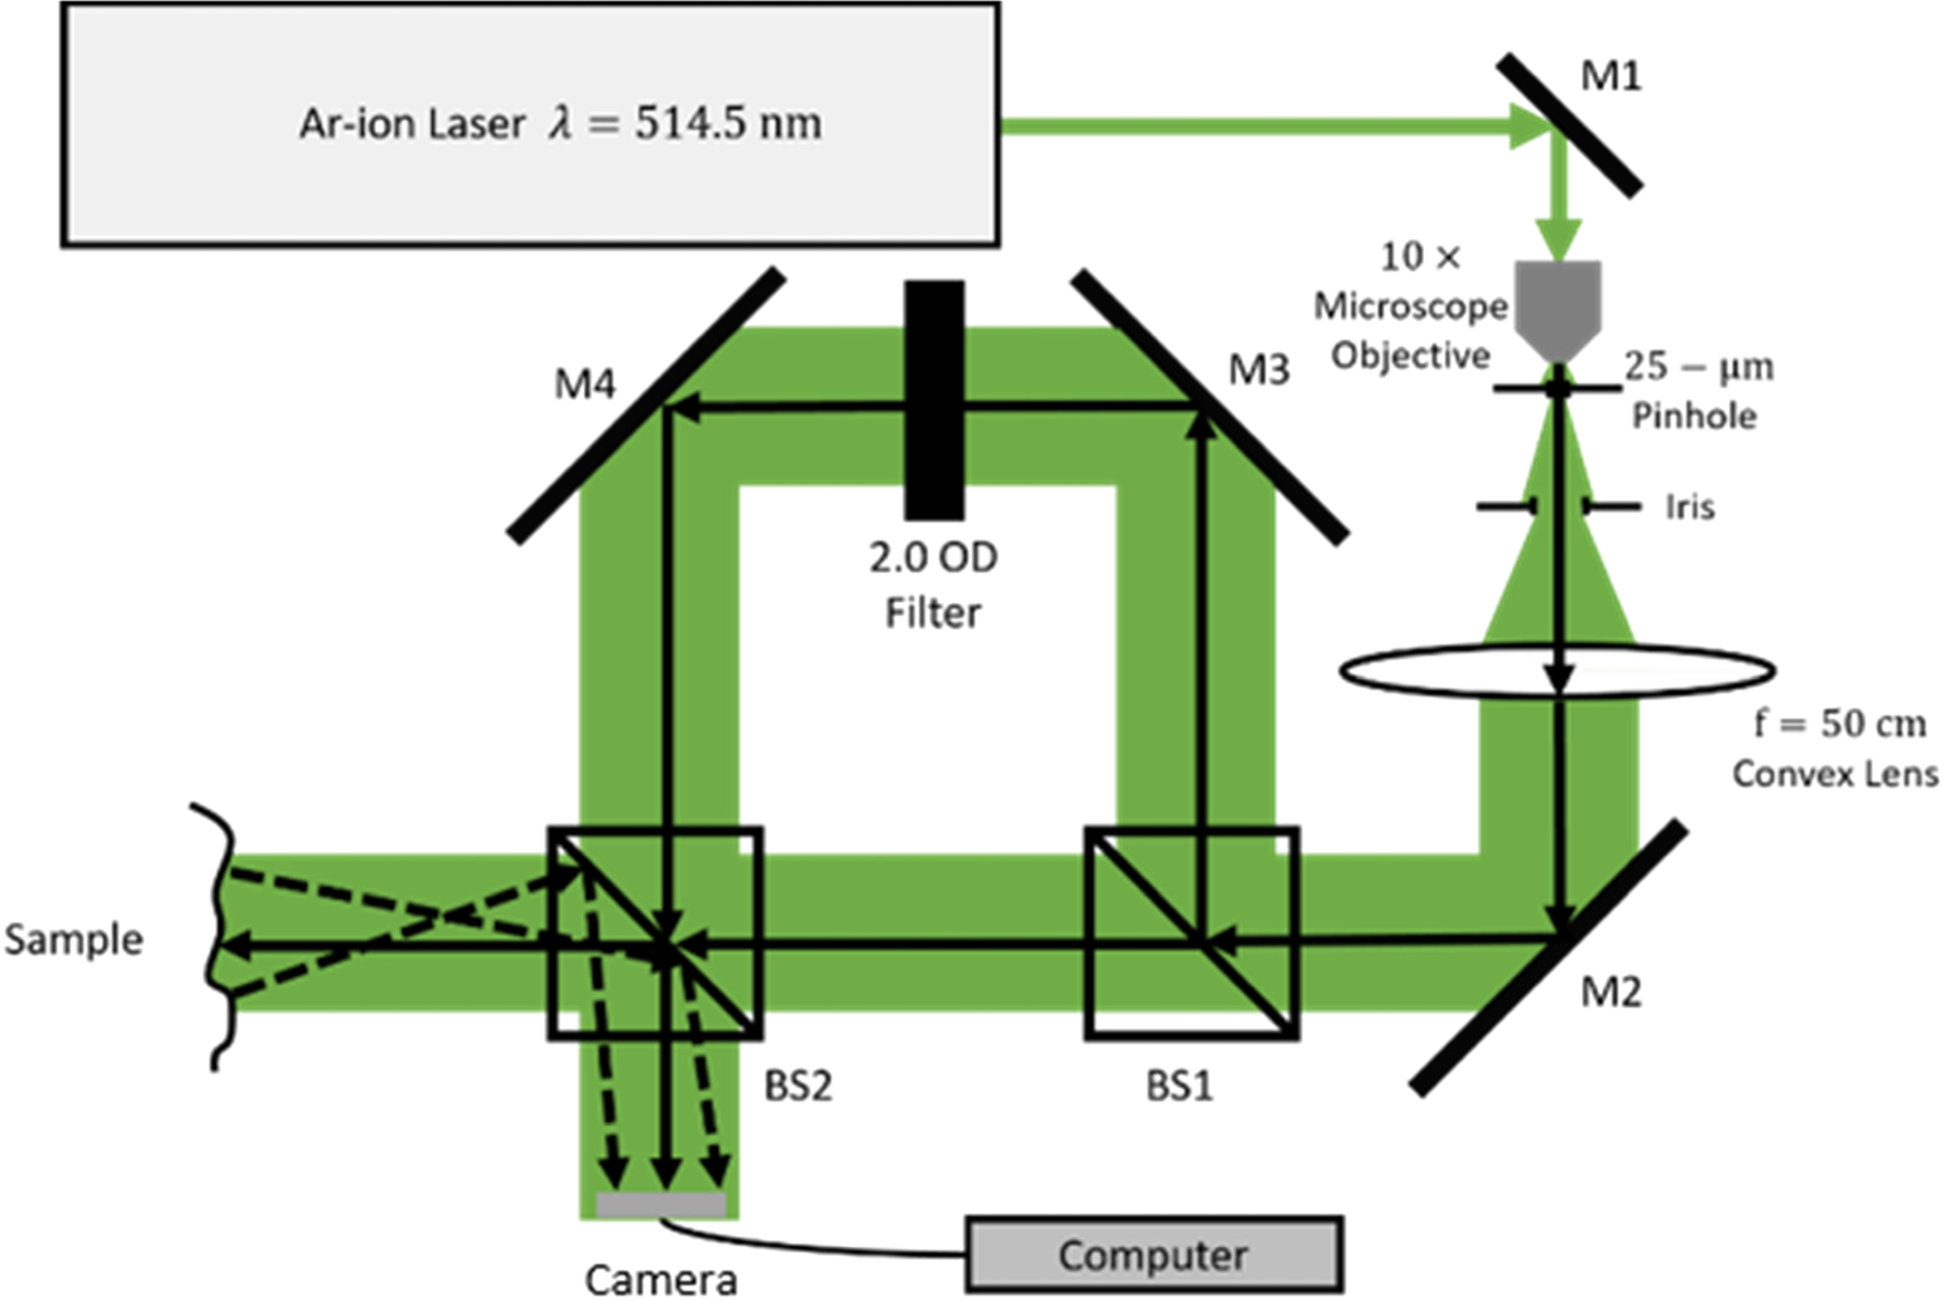 Ar-ion Laser λ = 514.5 nm
M1
10 ×
Microscope
Objective
25 − μm
Pinhole
M4
M3
Iris
2.0 OD
Filter
f = 50 cm
Convex Lens
Sample
M2
BS2
BS1
Camera
Computer